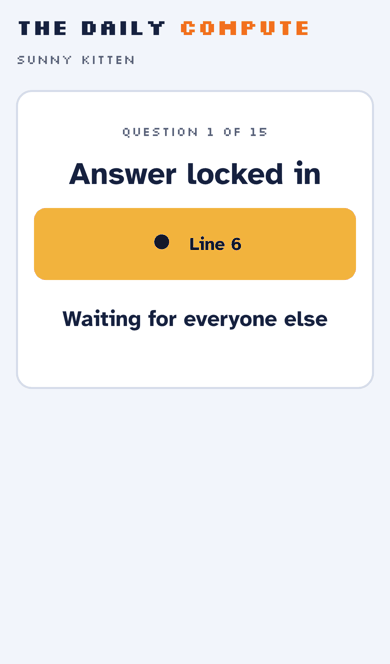 THE DAILY COMPUTE
SUNNY KITTEN
QUESTION 1 OF 15
Answer locked in
Line 6
Waiting for everyone else